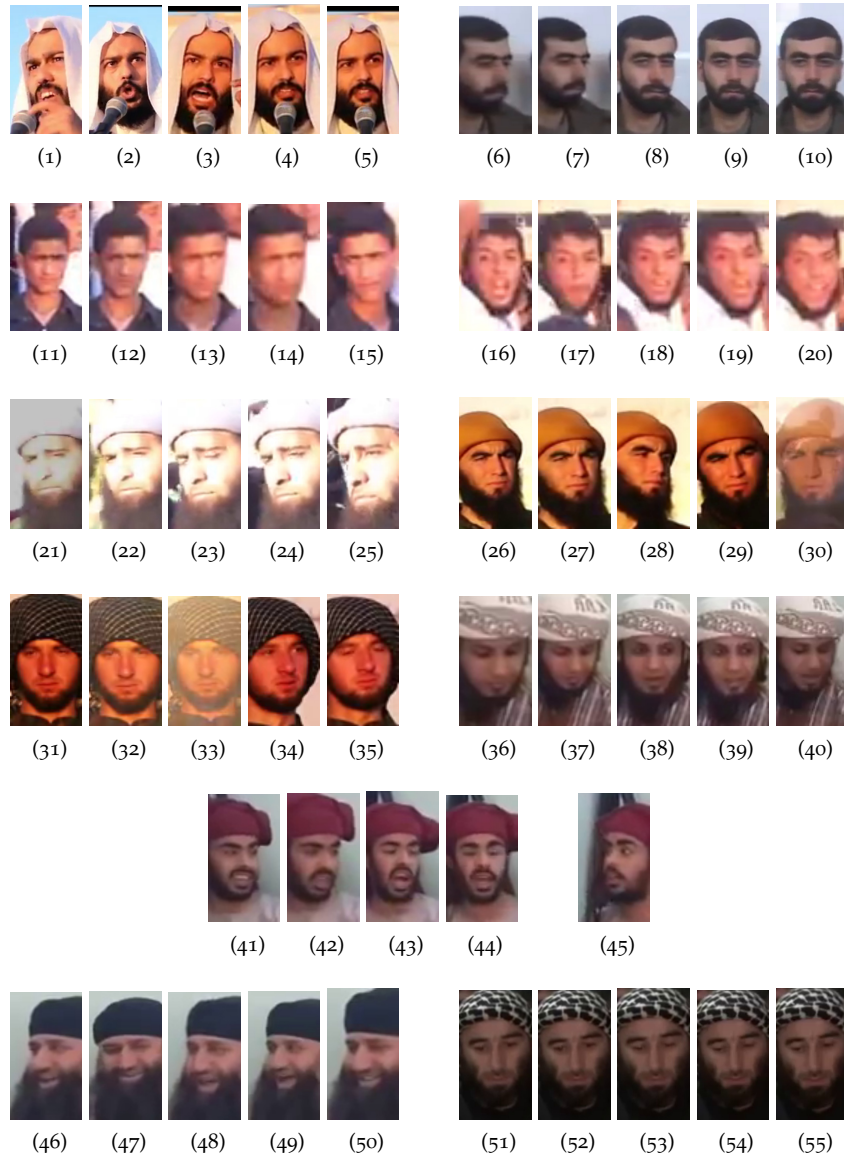 (1) (2) (3) (4) (5) (6) (7) (8) (9) (10)
(11) (12) (13) (14) (15) (16) (17) (18) (19) (20)
(21) (22) (23) (24) (25) (26) (27) (28) (29) (30)
(31) (32) (33) (34) (35) (36) (37) (38) (39) (40)
(41) (42) (43) (44) (45)
(46) (47) (48) (49) (50) (51) (52) (53) (54) (55)